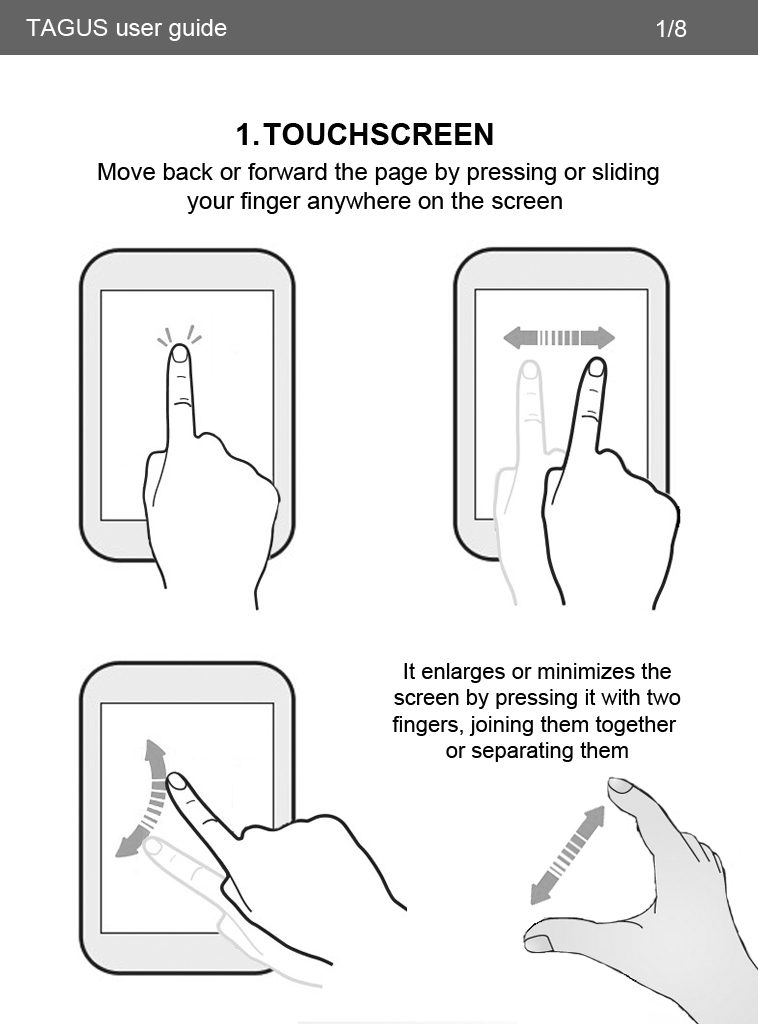 TAGUS user guide
1/8
1. TOUCHSCREEN
Move back or forward the page by pressing or sliding
your finger anywhere on the screen
It enlarges or minimizes the
screen by pressing it with two
fingers, joining them together
or separating them